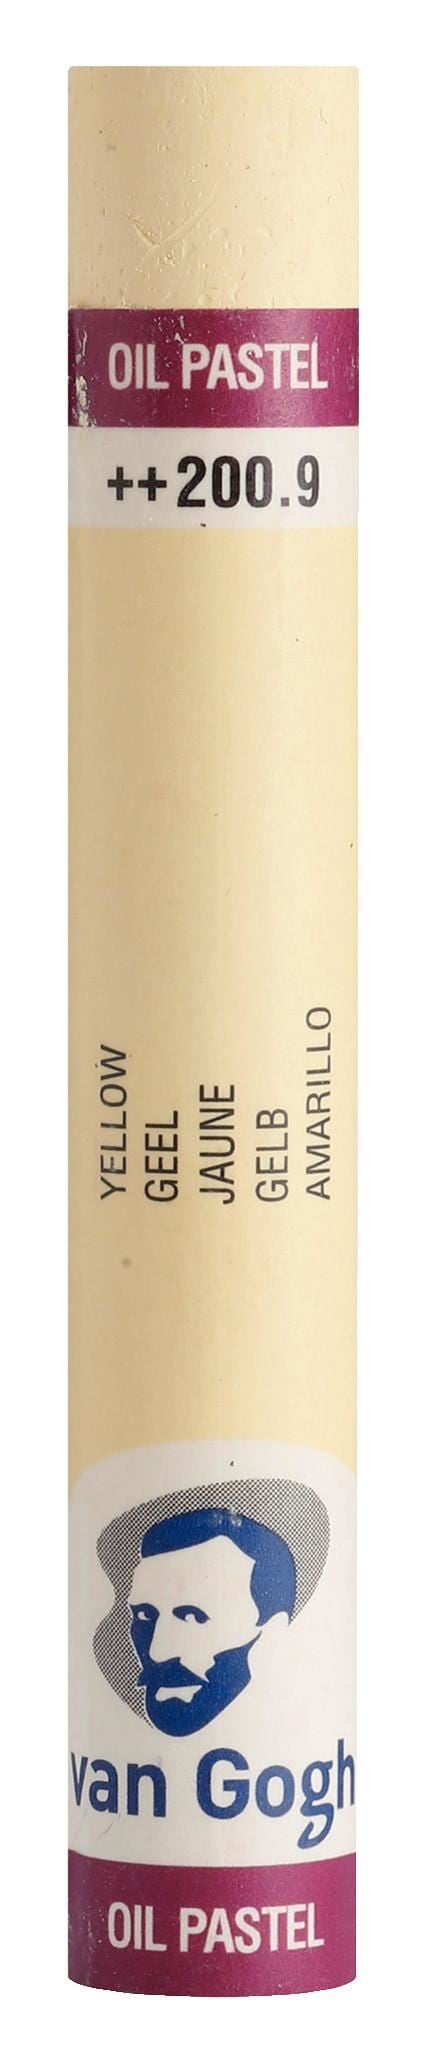 OIL PASTEL
++200.9
YELLOW
GEEL
JAUNE
GELB
AMARILLO
van Gogh
OIL PASTEL